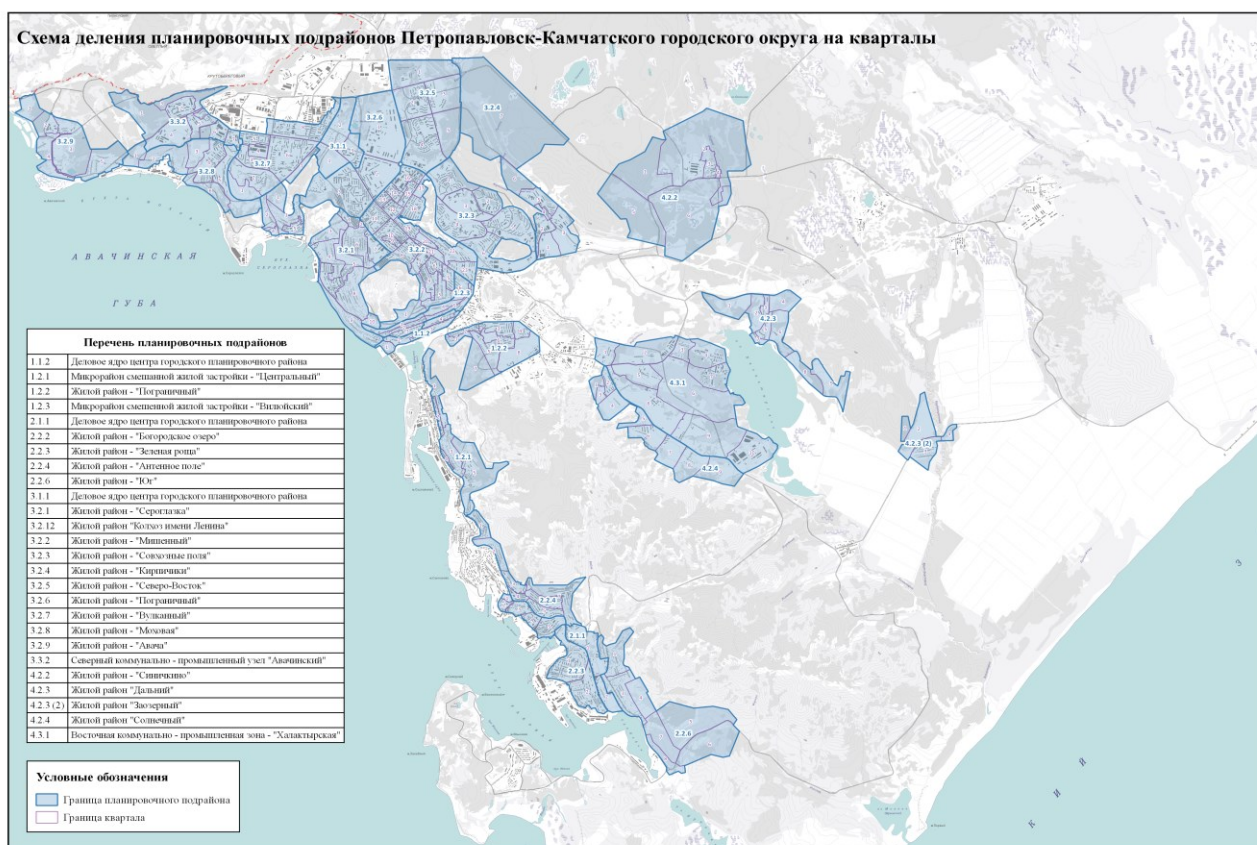 Схема деления планировочных подрайонов Петропавловск-Камчатского городского округа на кварталы
3.2.5
3.2.4
3.2.6
3.3.2
3.1.1
3.2.9
3.2.7
3.2.8
4.2.2
3.2.3
3.2.1
3.2.2
АВАЧИНСКАЯ
ГУБА
1.2.3
4.2.3
1.1.2
1.2.2
4.3.1
4.2.3 (2)
1.2.1
4.2.4
2.2.4
2.1.1
2.2.3
2.2.6
З
К И Й
Перечень планировочных подрайонов
1.1.2 Деловое ядро центра городского планировочного района
1.2.1 Микрорайон смешанной жилой застройки - "Центральный"
1.2.2 Жилой район - "Пограничный"
1.2.3 Микрорайон смешенной жилой застройки - "Вилюйский"
2.1.1 Деловое ядро центра городского планировочного района
2.2.2 Жилой район - "Богородское озеро"
2.2.3 Жилой район - "Зеленая роща"
2.2.4 Жилой район - "Антенное поле"
2.2.6 Жилой район - "Юг"
3.1.1 Деловое ядро центра городского планировочного района
3.2.1 Жилой район - "Сероглазка"
3.2.12 Жилой район "Колхоз имени Ленина"
3.2.2 Жилой район - "Мишенный"
3.2.3 Жилой район - "Совхозные поля"
3.2.4 Жилой район - "Кирпичики"
3.2.5 Жилой район - "Северо-Восток"
3.2.6 Жилой район - "Пограничный"
3.2.7 Жилой район - "Вулканный"
3.2.8 Жилой район - "Моховая"
3.2.9 Жилой район - "Авача"
3.3.2 Северный коммунально - промышленный узел "Авачинский"
4.2.2 Жилой район - "Синичкино"
4.2.3 Жилой район "Дальний"
4.2.3 (2) Жилой район "Заозерный"
4.2.4 Жилой район "Солнечный"
4.3.1 Восточная коммунально - промышленная зона - "Халактырская"
Условные обозначения
Граница планировочного подрайона
Граница квартала